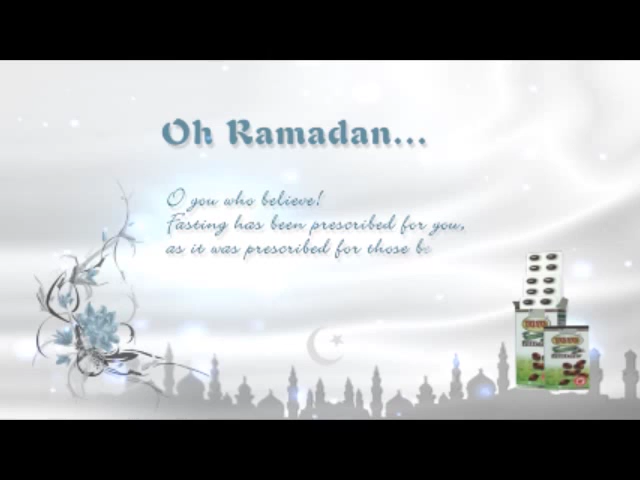 Oh Ramadan...
O you who believe!
Fasting has been prescribed for you,
as it was prescribed for those b